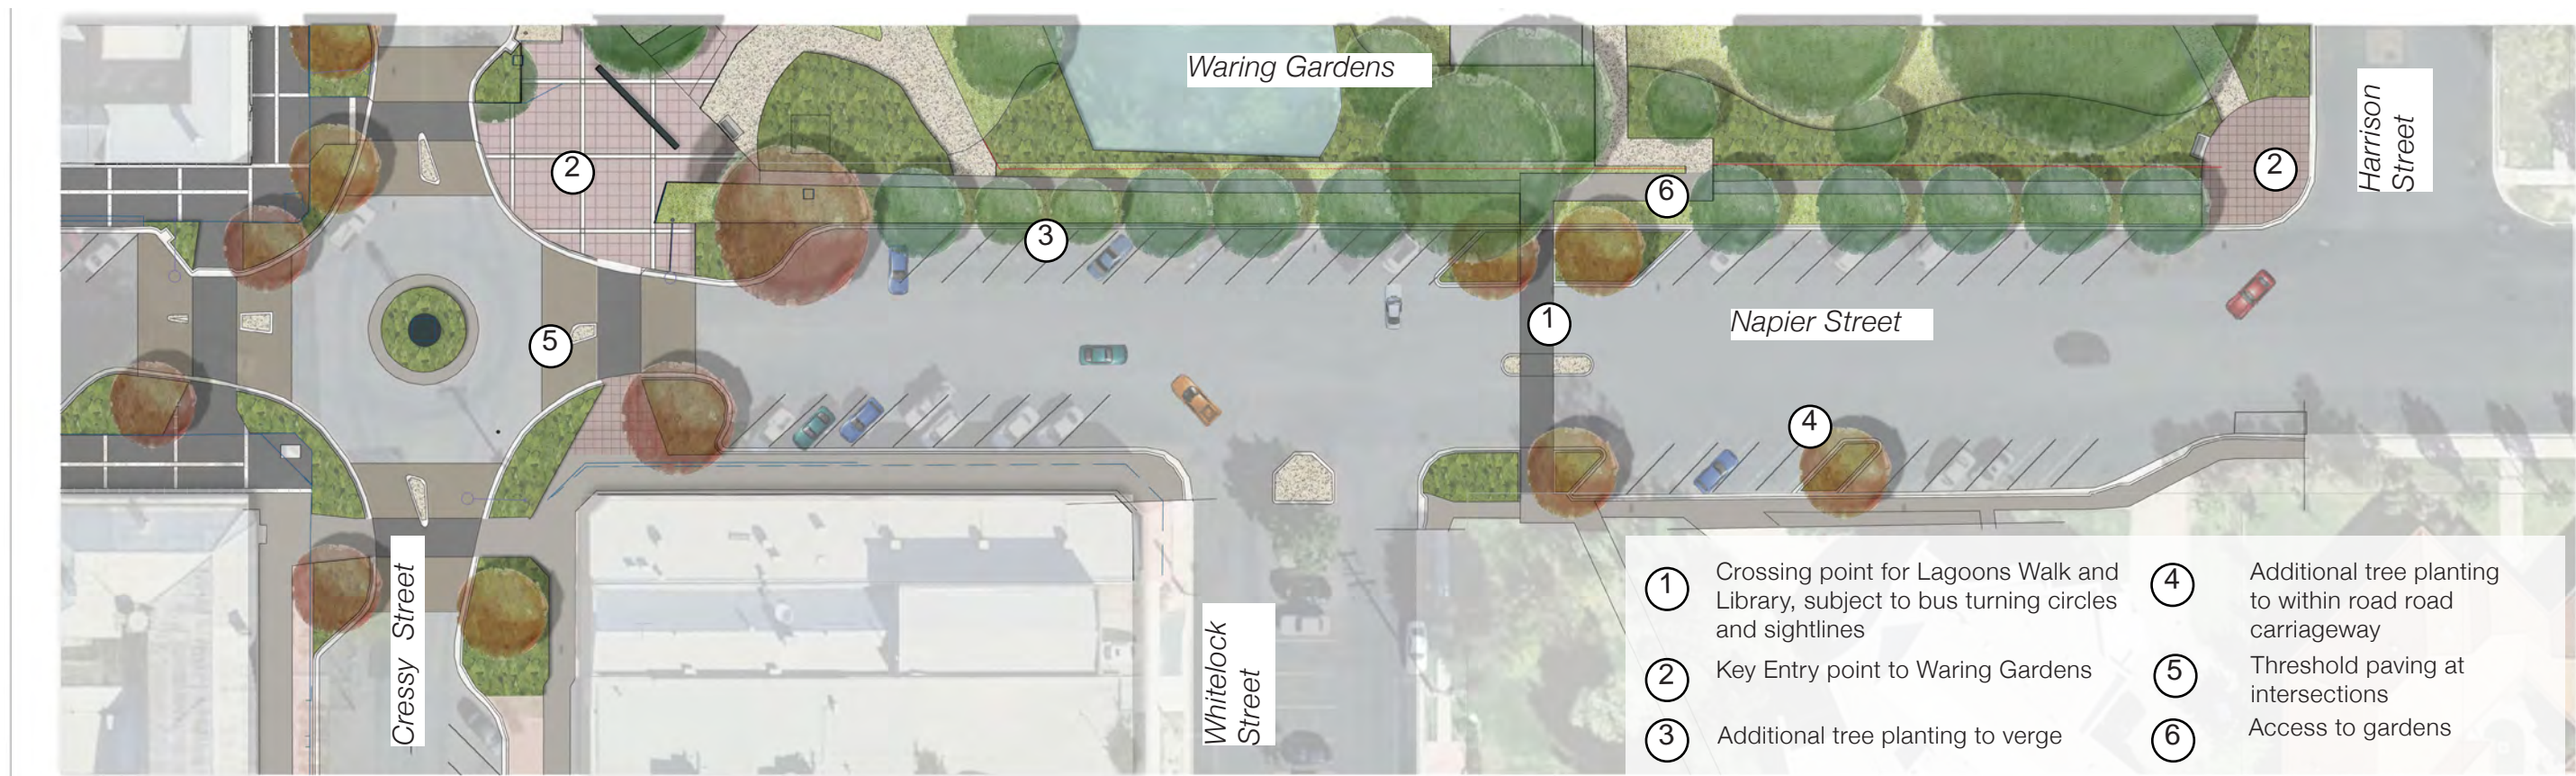 Waring Gardens
Harrison
Street
2
2
6
3
1
Napier Street
5
4
Cressy Street
Whitelock
Street
1
Crossing point for Lagoons Walk and
Library, subject to bus turning circles
and sightlines
2
Key Entry point to Waring Gardens
3
Additional tree planting to verge
4
Additional tree planting
to within road road
carriageway
5
Threshold paving at
intersections
6
Access to gardens